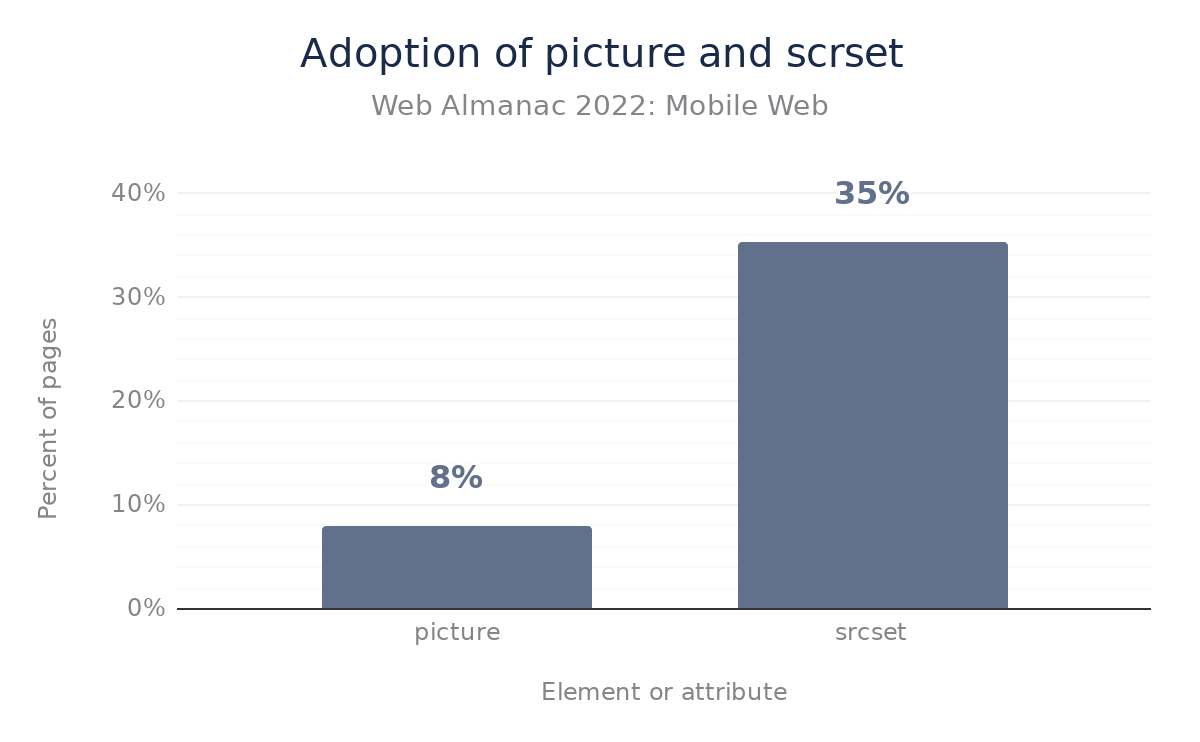 Adoption of picture and scrset
Web Almanac 2022: Mobile Web
Percent of pages
40%
30%
20%
10%
0%
8%
35%
picture
srcset
Element or attribute